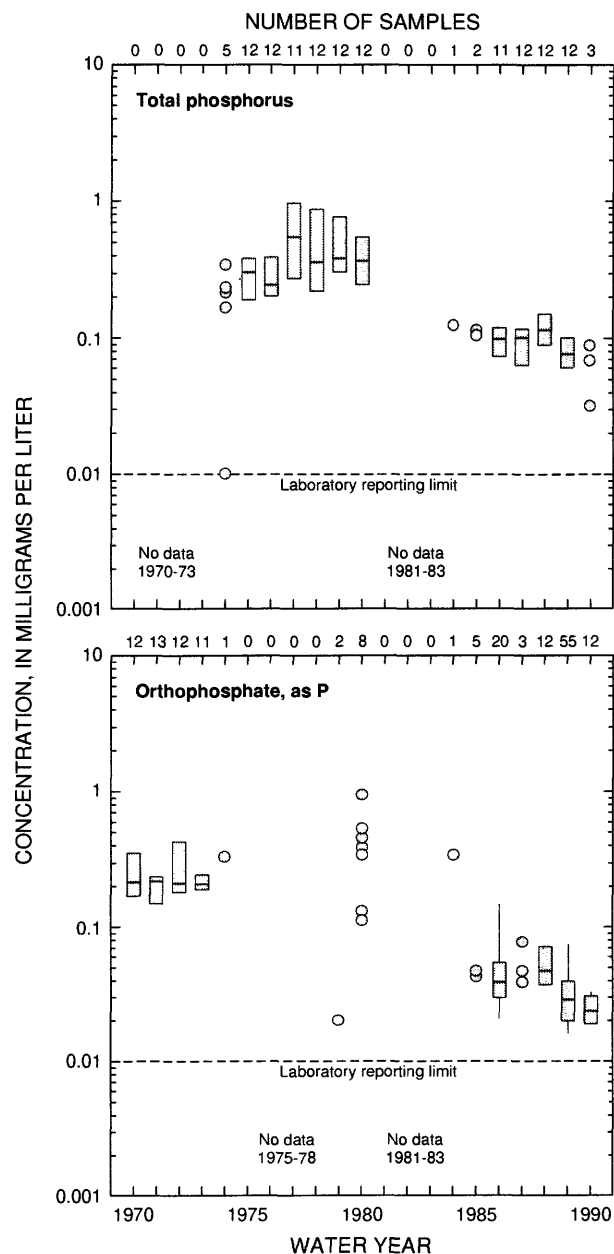 NUMBER OF SAMPLES
0 0 0 0 5 12 12 11 12 12 12 0 0 0 1 2 11 12 12 12 3
10
Total phosphorus
1
0.1
0.01
Laboratory reporting limit
No data
1970-73
No data
1981-83
0.001
CONCENTRATION, IN MILLIGRAMS PER LITER
12 13 12 11 1 0 0 0 0 2 8 0 0 0 1 5 20 3 12 55 12
10
Orthophosphate, as P
1
0.1
0.01
Laboratory reporting limit
No data
1975-78
No data
1981-83
0.001
1970 1975 1980 1985 1990
WATER YEAR